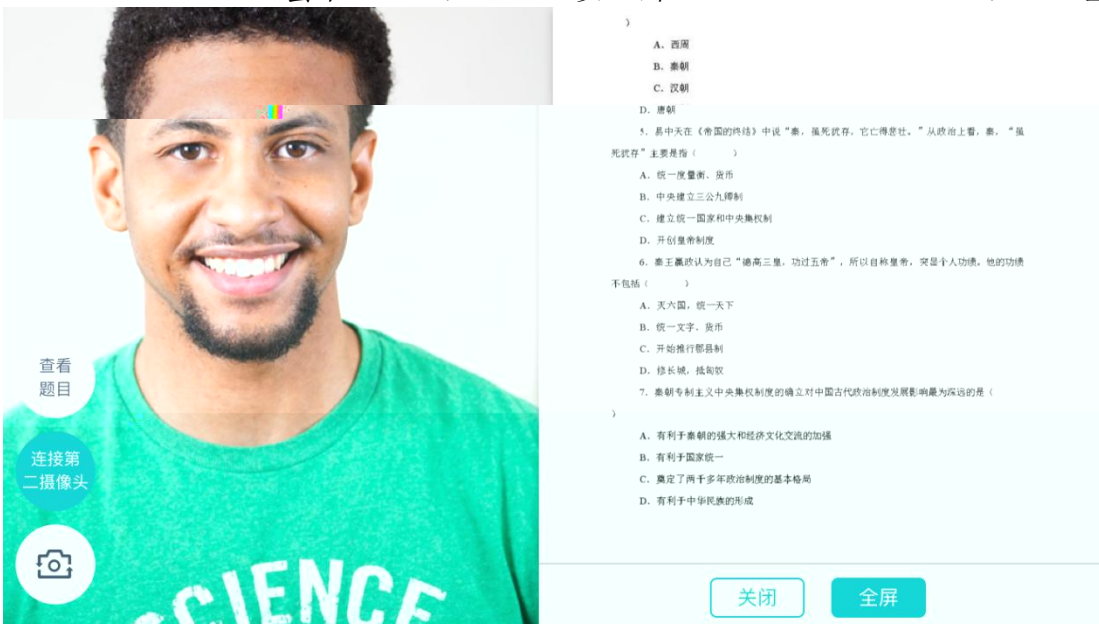 查看
题目
连接第
二摄像头
SCIENCE
)
A. 西周
B. 秦朝
C. 汉朝
D. 唐朝
5. 易中天在《帝国的终结》中说“秦，虽死犹存，它亡得悲壮。”从政治上看，秦，“虽
死犹存”主要是指（ ）
A. 统一度量衡、货币
B. 中央建立三公九卿制
C. 建立统一国家和中央集权制
D. 开创皇帝制度
6. 秦王嬴政认为自己“德高三皇，功过五帝”，所以自称皇帝，突显个人功绩。他的功绩
不包括（ ）
A. 灭六国，统一天下
B. 统一文字、货币
C. 开始推行郡县制
D. 修长城，抵匈奴
7. 秦朝专制主义中央集权制度的确立对中国古代政治制度发展影响最为深远的是（
）
A. 有利于秦朝的强大和经济文化交流的加强
B. 有利于国家统一
C. 奠定了两千多年政治制度的基本格局
D. 有利于中华民族的形成
关闭
全屏